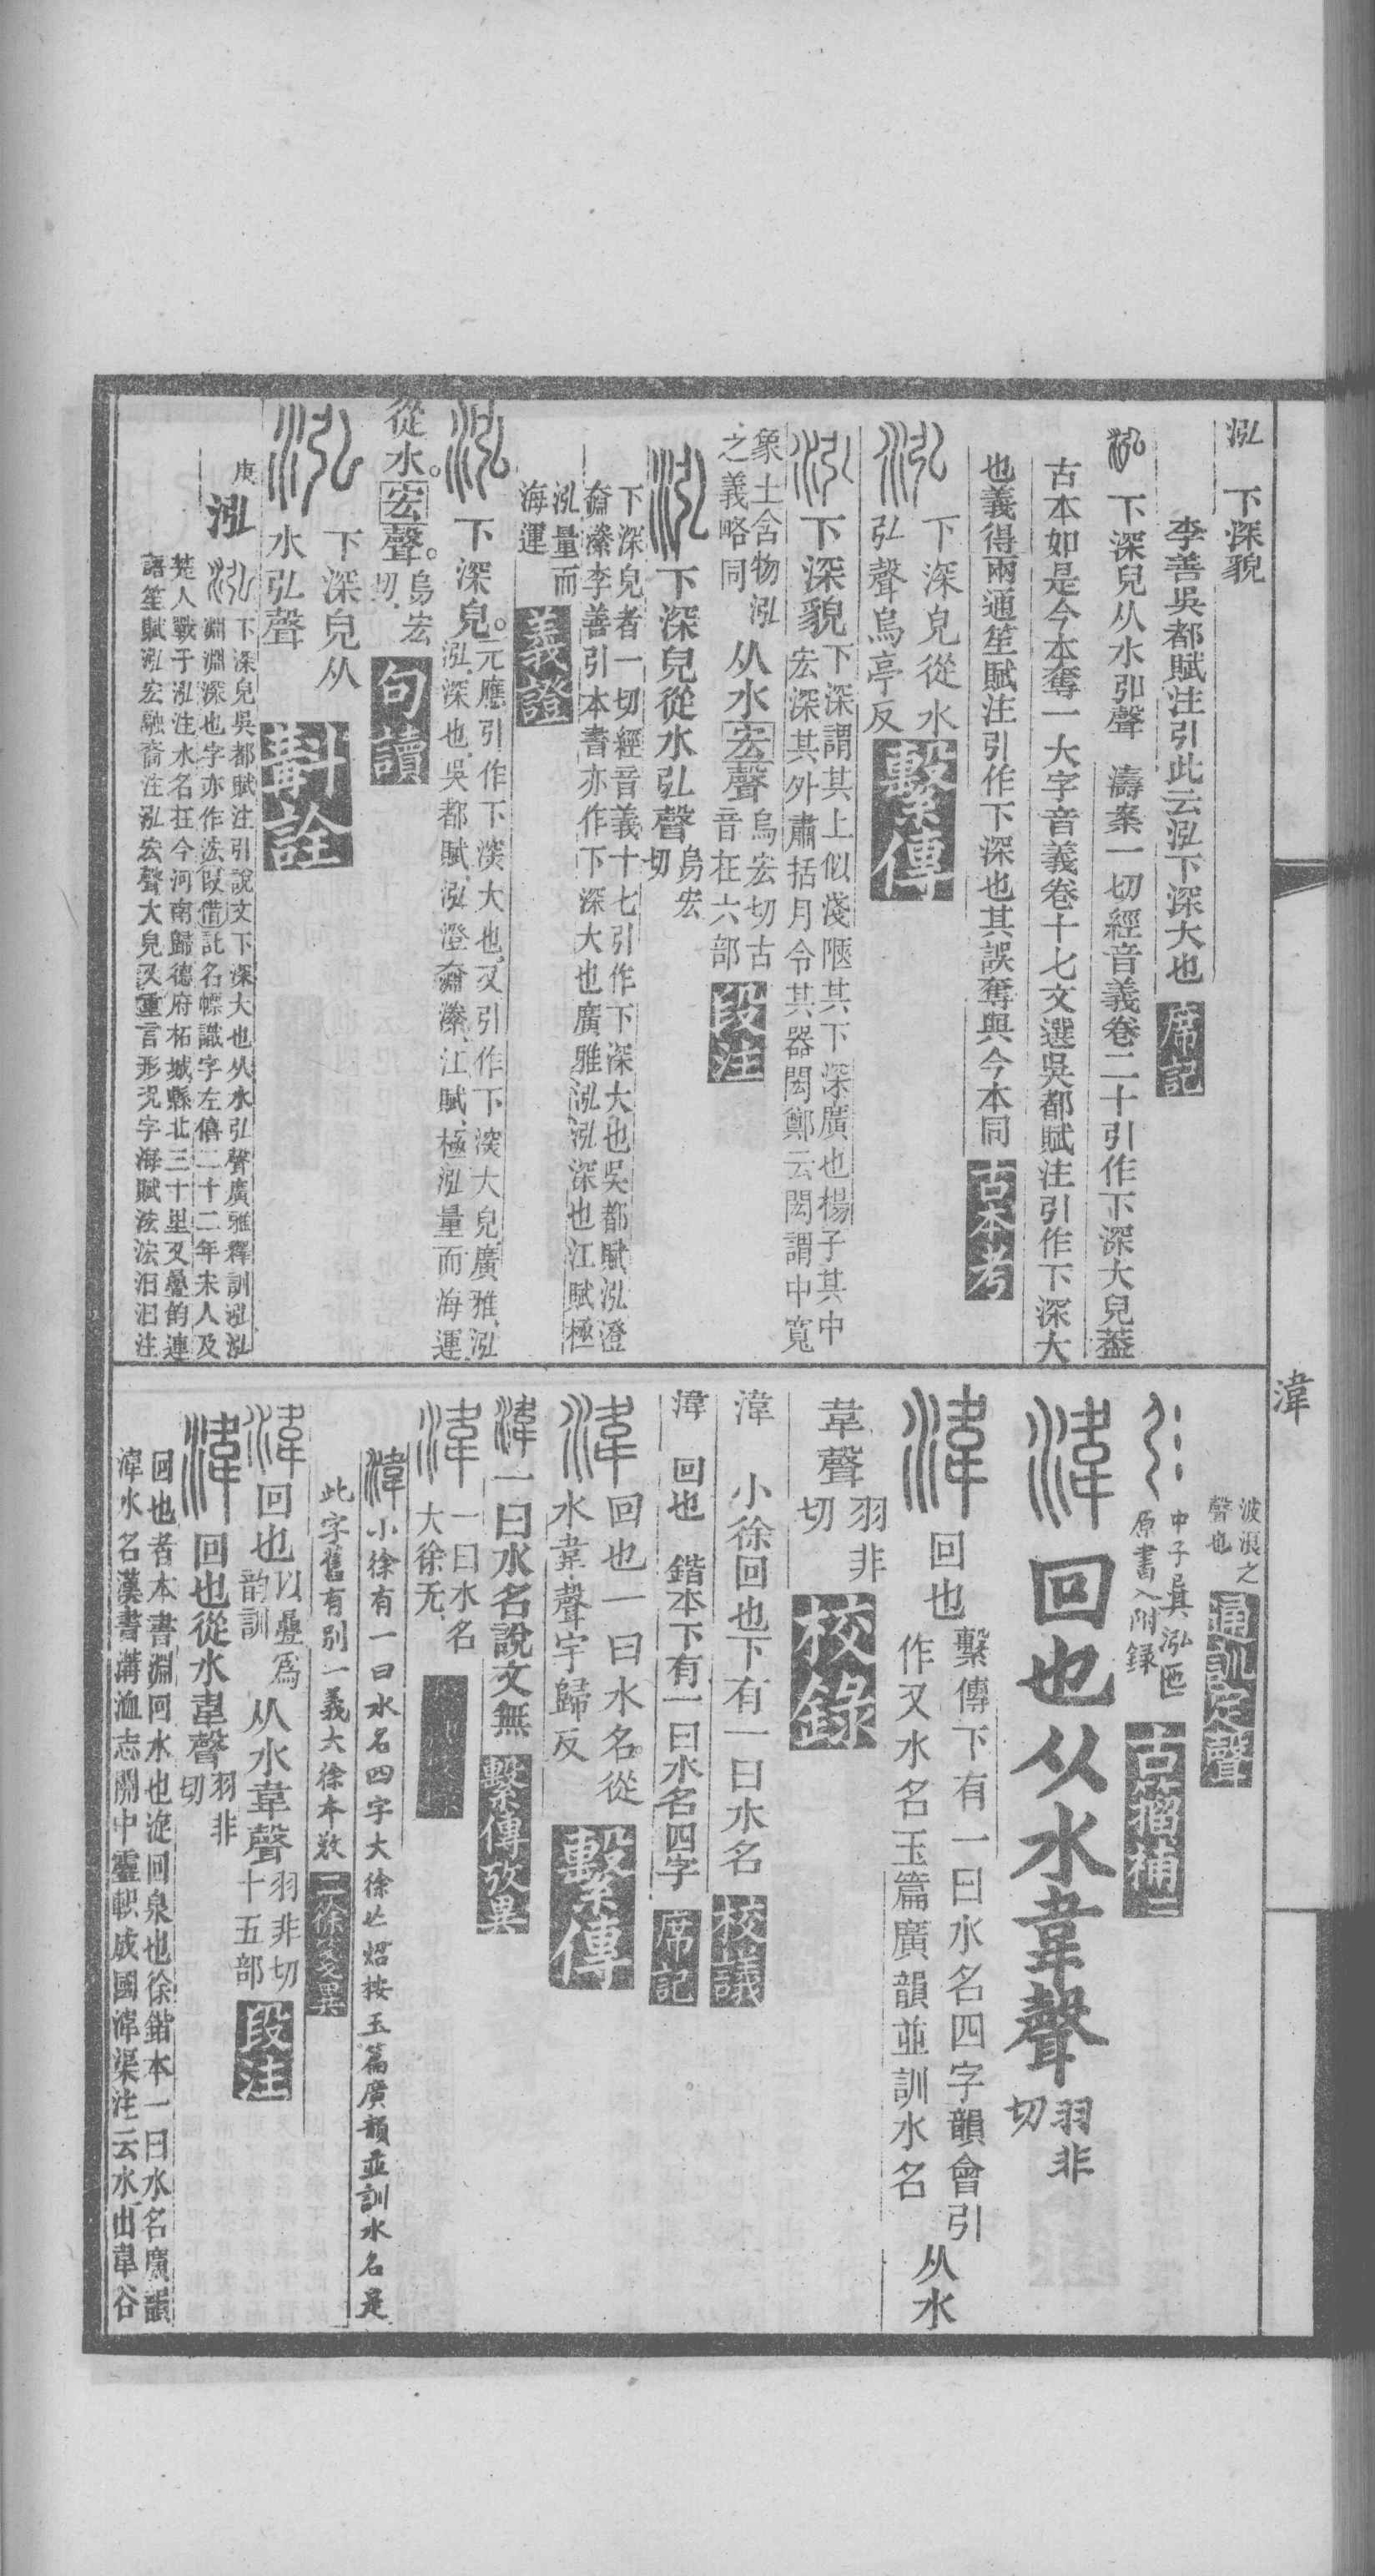 泓　下深貌
李善吳都賦注引此云泓下深大也　席記
泓　下深皃从水弘聲　濤案一切經音義卷二十引作下深大皃葢
古本如是今本奪一大字音義卷十七文選吳都賦注引作下深大
也義得兩通笙賦注引作下深也其誤奪與今本同　古本考
泓　下深皃從水
弘聲烏亭反　繫傳
泓　下深貌　下深謂其上似淺陿其下深廣也楊子其中
宏深其外肅括月令其器閎鄭云閎謂中寬
象土含物泓
之義略同　从水宏聲　烏宏切古
音在六部　段注
泓　下深皃從水弘聲　烏宏
切
下深皃者一切經音義十七引作下深大也吳都賦泓澄
奫潫李善引本書亦作下深大也廣雅泓泓深也江賦極
泓量而
海運　義證
泓　下深皃。元應引作下深大也、又引作下深大皃、廣雅、泓
泓、深也、吳都賦、泓澄奫潫、江賦、極泓量而海運
從水。宏聲。烏宏
切、　句讀
泓　下深皃从
水弘聲　斠詮
庚　泓　泓　下深皃吳都賦注引說文下深大也从水弘聲廣雅釋訓泓泓
淵淵深也字亦作浤叚借託名幖識字左僖二十二年宋人及
楚人戰于泓注水名在今河南歸德府柘城縣北三十里又疊韵連
語笙賦泓宏融裔注泓宏聲大皃又重言形況字海賦浤浤汨汨注
湋
波浪之
聲也　通訓定聲
中子㠱泓匜
原書入附録　古籀補
湋　回也从水韋聲　羽非
切
湋　回也　繫傳下有一曰水名四字韻會引
作又水名玉篇廣韻並訓水名　从水
韋聲　羽非
切　校錄
湋　小徐回也下有一曰水名　校議
湋　回也　鍇本下有一曰水名四字　席記
湋　回也一曰水名從
水韋聲宇歸反　繫傳
湋　一曰水名說文無　繫傳攷異
湋　一曰水名
大徐无、
湋　小徐有一曰水名四字大徐亡炤按玉篇廣韻並訓水名是
此字舊有別一義大徐本敚　二徐箋異
湋　回也　以疊爲
韵訓　从水韋聲　羽非切
十五部　段注
湋　回也從水韋聲　羽非
切
回也者本書淵回水也淀回泉也徐鍇本一曰水名廣韻
湋水名漢書溝洫志關中靈軹成國湋渠注云水出韋谷